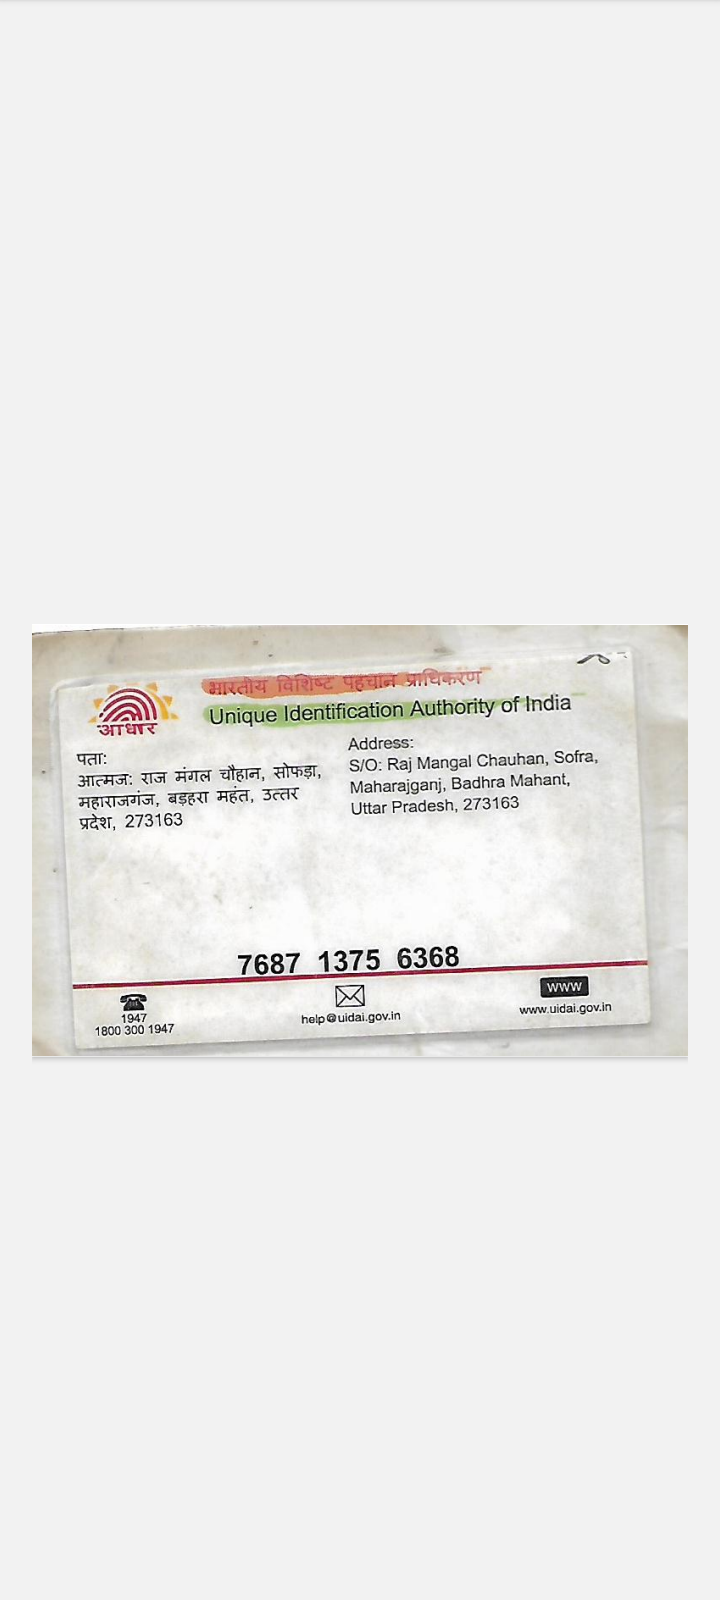 भारतीय विशिष्ट पहचान प्राधिकरण
Unique Identification Authority of India
आधार
पता:
आत्मज: राज मंगल चौहान, सोफड़ा,
महाराजगंज, बड़हरा महंत, उत्तर
प्रदेश, 273163
Address:
S/O: Raj Mangal Chauhan, Sofra,
Maharajganj, Badhra Mahant,
Uttar Pradesh, 273163
7687 1375 6368
1947
1800 300 1947
help@uidai.gov.in
www
www.uidai.gov.in